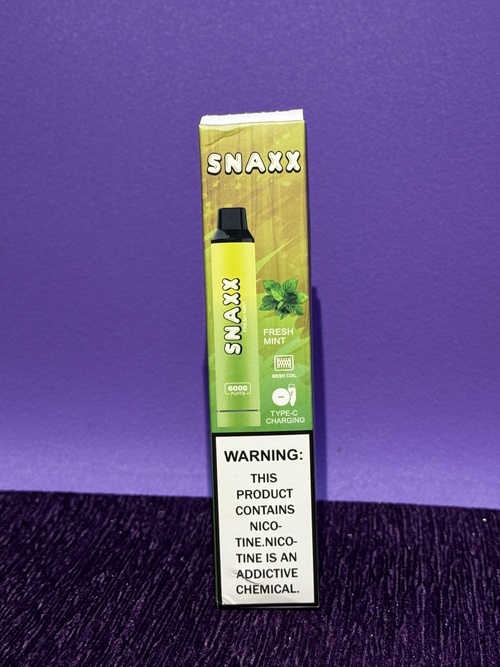 SNAXX
SNAXX
6000
PUFFS
FRESH
MINT
MESH COIL
TYPE-C
CHARGING
WARNING:
THIS
PRODUCT
CONTAINS
NICO-
TINE.NICO-
TINE IS AN
ADDICTIVE
CHEMICAL.